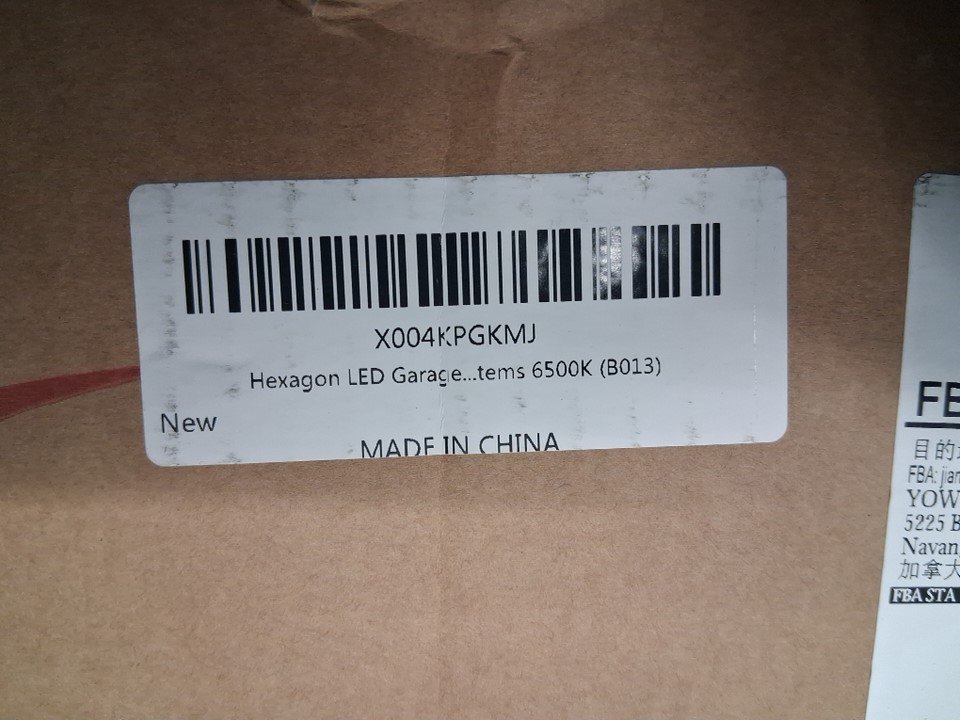 X004KPGKMJ
Hexagon LED Garage...tems 6500K (B013)
New
MADE IN CHINA
FB
目的
FBA: jian
YOW
5225 B
Navan
加拿大
FBA STA